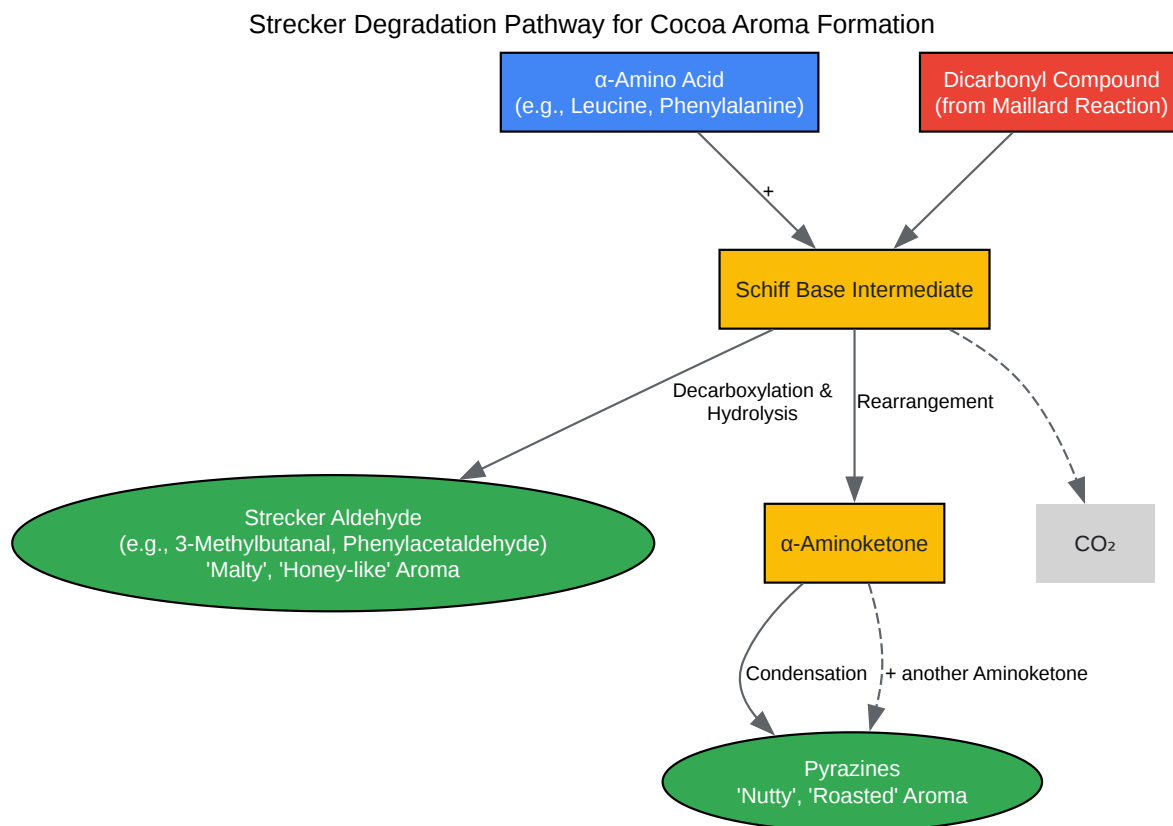 Strecker Degradation Pathway for Cocoa Aroma Formation
α-Amino Acid
(e.g., Leucine, Phenylalanine)
Dicarbonyl Compound
(from Maillard Reaction)
+
Schiff Base Intermediate
Decarboxylation &
Hydrolysis
Rearrangement
Strecker Aldehyde
(e.g., 3-Methylbutanal, Phenylacetaldehyde)
'Malty', 'Honey-like' Aroma
α-Aminoketone
CO₂
Condensation
+ another Aminoketone
Pyrazines
'Nutty', 'Roasted' Aroma